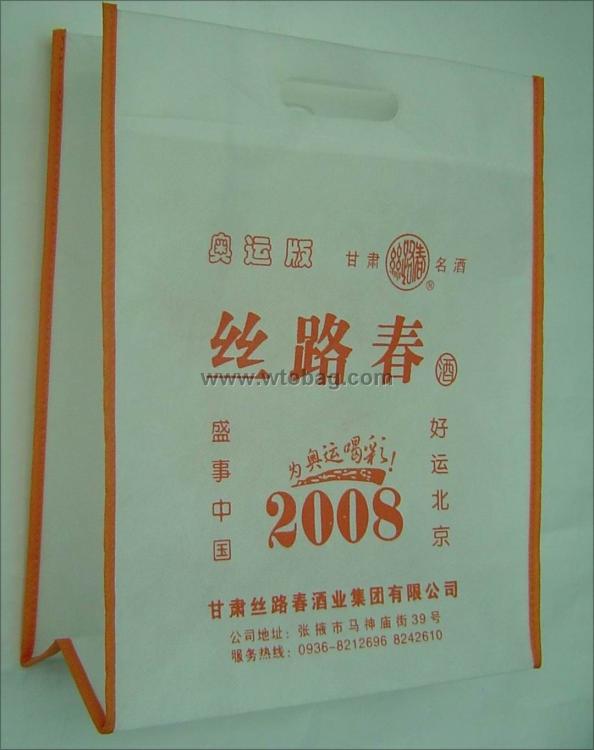 奥运版 甘肃 絲路春® 名酒
丝路春 酒
www.wtobag.com
盛事中国
为奥运喝彩!
2008
好运北京
甘肃丝路春酒业集团有限公司
公司地址：张掖市马神庙街39号
服务热线：0936-8212696 8242610